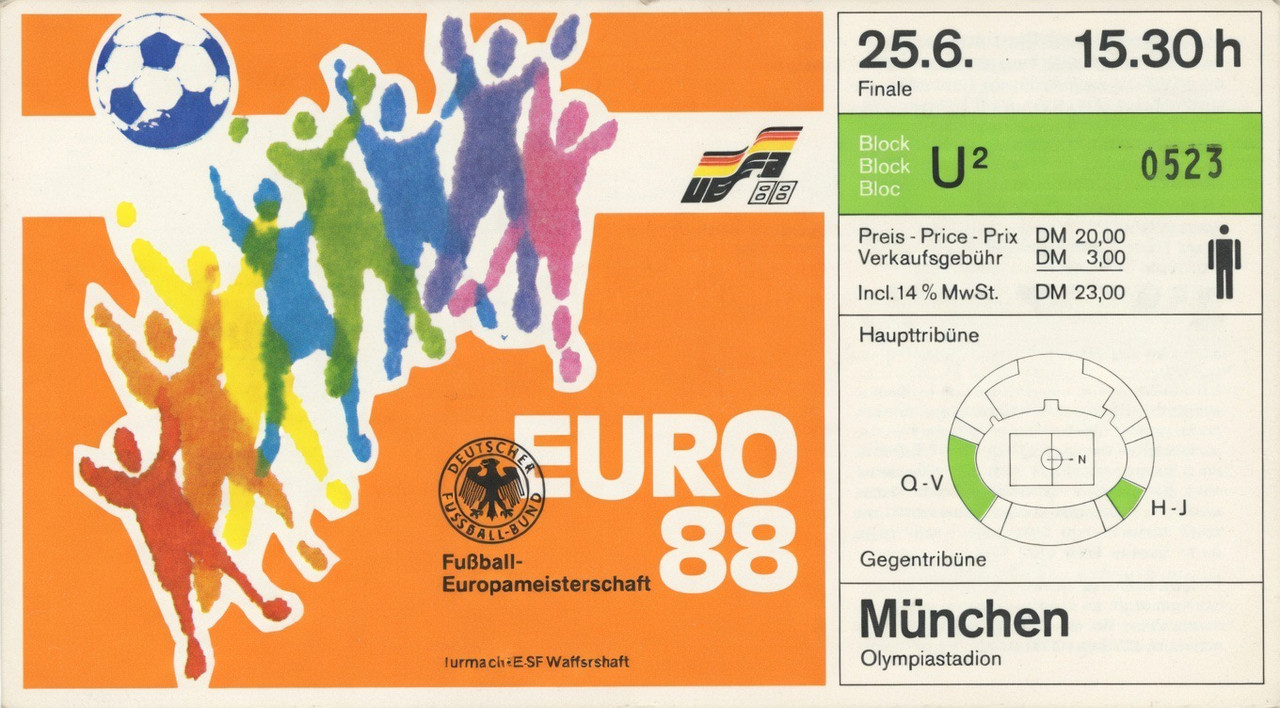 UEFA
88
DEUTSCHER
FUSSBALL-BUND
EURO
88
Fußball-
Europameisterschaft
25.6. 15.30 h
Finale
Block
Block
Bloc
U² 0523
Preis - Price - Prix DM 20,00
Verkaufsgebühr DM 3,00
Incl. 14 % MwSt. DM 23,00
Haupttribüne
N
Q - V
H - J
Gegentribüne
München
Olympiastadion